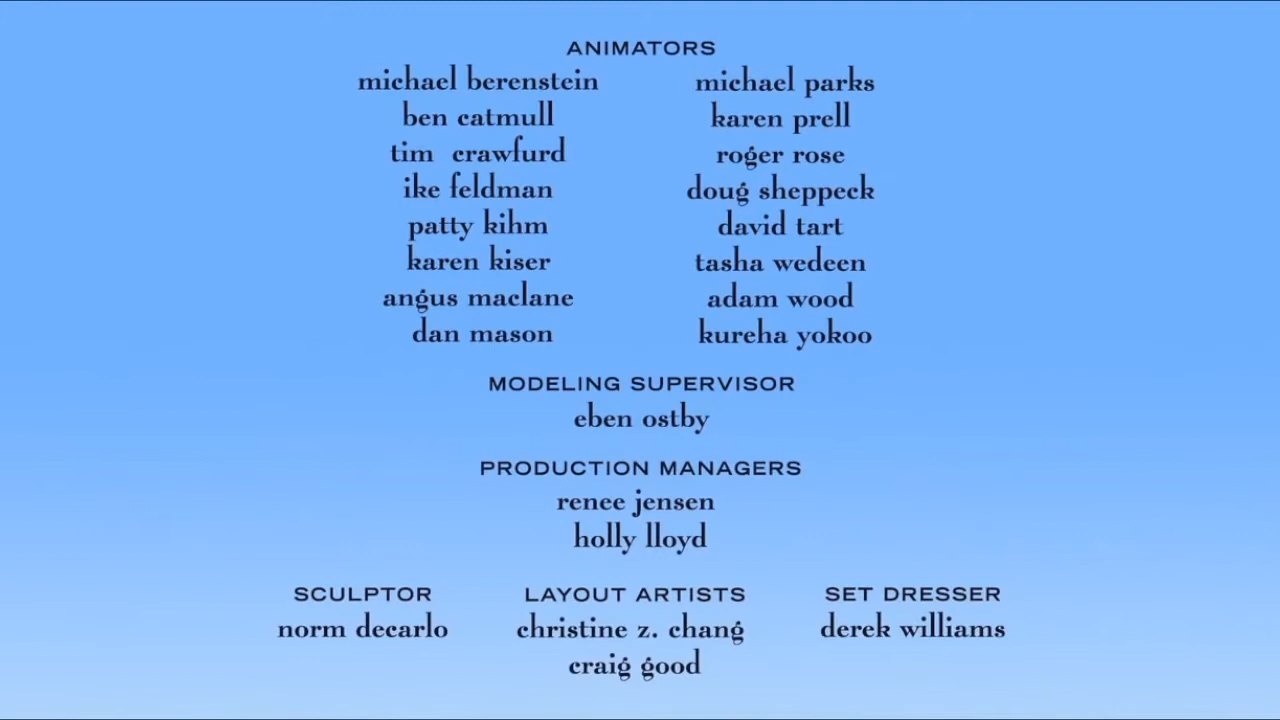 ANIMATORS
michael berenstein michael parks
ben catmull karen prell
tim crawfurd roger rose
ike feldman doug sheppeck
patty kihm david tart
karen kiser tasha wedeen
angus maclane adam wood
dan mason kureha yokoo
MODELING SUPERVISOR
eben ostby
PRODUCTION MANAGERS
renee jensen
holly lloyd
SCULPTOR LAYOUT ARTISTS SET DRESSER
norm decarlo christine z. chang derek williams
craig good